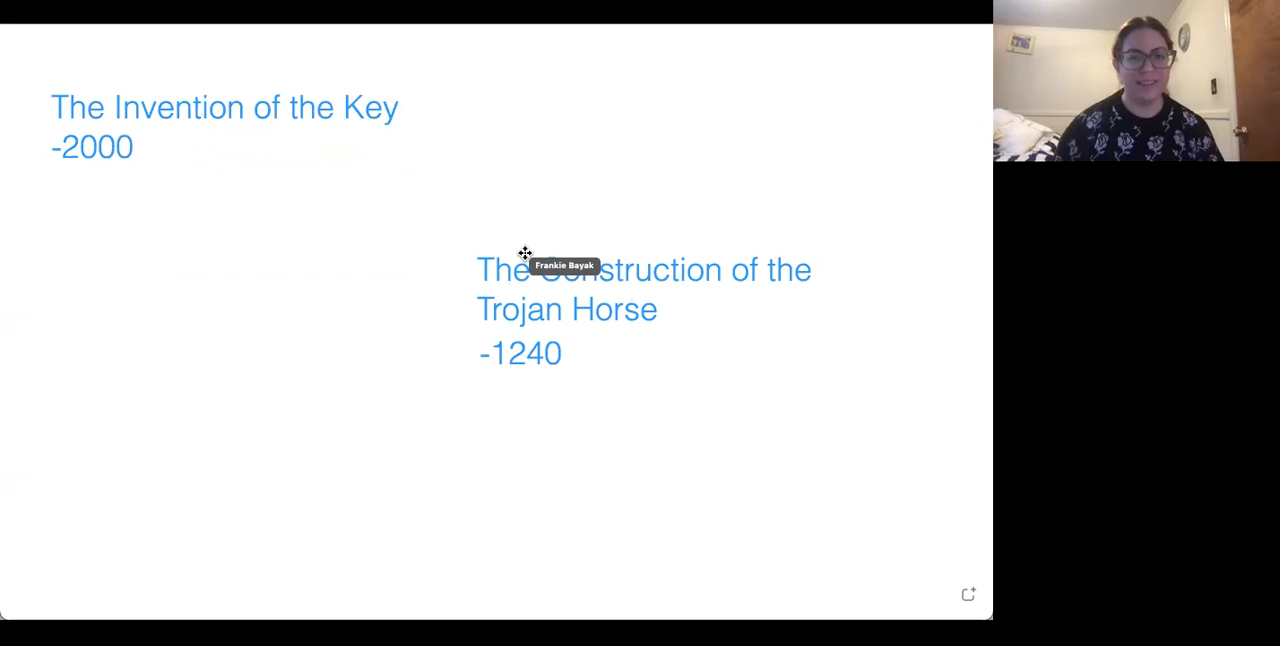 The Invention of the Key
-2000
The Construction of the
Frankie Bayak
Trojan Horse
-1240